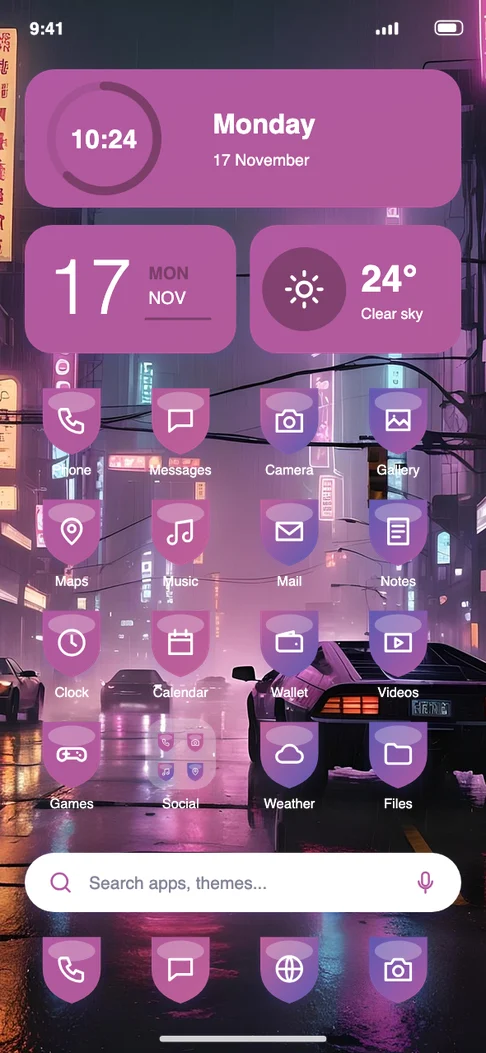 9:41
10:24
Monday
17 November
17
MON
NOV
24°
Clear sky
Phone
Messages
Camera
Gallery
Maps
Music
Mail
Notes
Clock
Calendar
Wallet
Videos
Games
Social
Weather
Files
Search apps, themes...